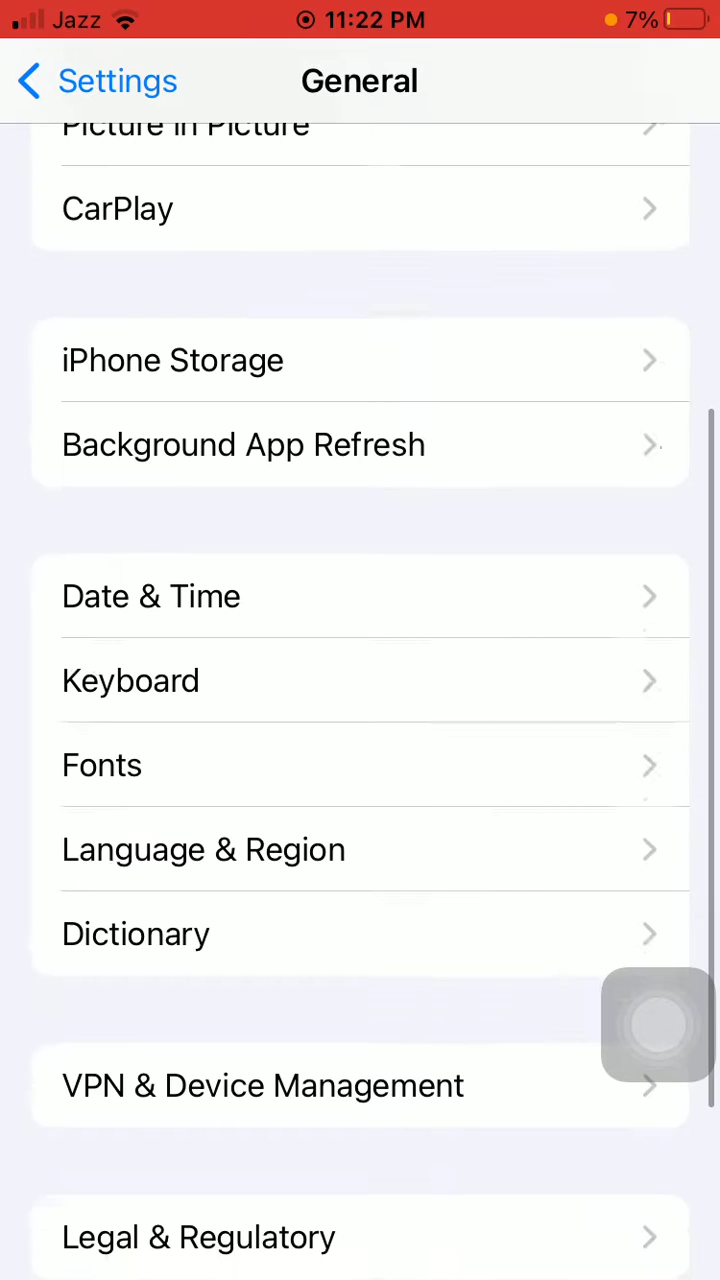 Jazz 11:22 PM 7%
Settings General
Picture in Picture
CarPlay
iPhone Storage
Background App Refresh
Date & Time
Keyboard
Fonts
Language & Region
Dictionary
VPN & Device Management
Legal & Regulatory